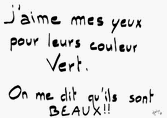 j'aime mes yeux
pour leurs couleur
Vert.
On me dit qu'ils sont
BEAUX!!